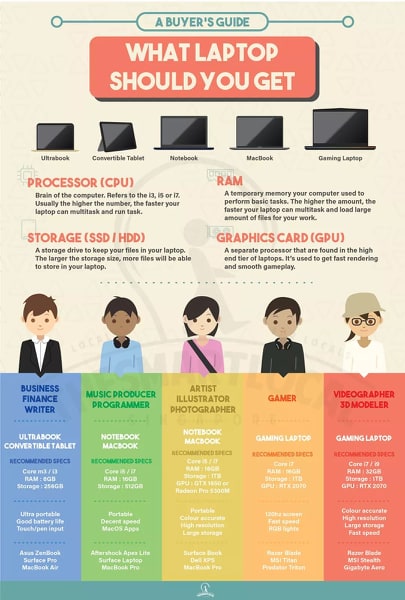 A BUYER'S GUIDE
WHAT LAPTOP
SHOULD YOU GET
Ultrabook
Convertible Tablet
Notebook
MacBook
Gaming Laptop
PROCESSOR (CPU)
Brain of the computer. Refers to the i3, i5 or i7.
Usually the higher the number, the faster your
laptop can multitask and run task.
RAM
A temporary memory your computer used to
perform basic tasks. The higher the amount, the
faster your laptop can multitask and load large
amount of files for your work.
STORAGE (SSD / HDD)
A storage drive to keep your files in your laptop.
The larger the storage size, more files will be able
to store in your laptop.
GRAPHICS CARD (GPU)
A separate processor that are found in the high
end tier of laptops. It's used to get fast rendering
and smooth gameplay.
BUSINESS
FINANCE
WRITER
ULTRABOOK
CONVERTIBLE TABLET
RECOMMENDED SPECS
Core m3 / i3
RAM : 8GB
Storage : 256GB
Ultra portable
Good battery life
Touch/pen input
Asus ZenBook
Surface Pro
MacBook Air
MUSIC PRODUCER
PROGRAMMER
NOTEBOOK
MACBOOK
RECOMMENDED SPECS
Core i5 / i7
RAM : 16GB
Storage : 512GB
Portable
Decent speed
MacOS Apps
Aftershock Apex Lite
Surface Laptop
MacBook Pro
ARTIST
ILLUSTRATOR
PHOTOGRAPHER
NOTEBOOK
MACBOOK
RECOMMENDED SPECS
Core i5 / i7
RAM : 16GB
Storage : 1TB
GPU : GTX 1650 or
Radeon Pro 5300M
Portable
Colour accurate
High resolution
Large storage
Surface Book
Dell XPS
MacBook Pro
GAMER
GAMING LAPTOP
RECOMMENDED SPECS
Core i7
RAM : 16GB
Storage : 1TB
GPU : RTX 2070
120hz screen
Fast speed
RGB lights
Razer Blade
MSI Titan
Predator Triton
VIDEOGRAPHER
3D MODELER
GAMING LAPTOP
RECOMMENDED SPECS
Core i7 / i9
RAM : 32GB
Storage : 1TB
GPU : RTX 2070
Colour accurate
High resolution
Large storage
Fast speed
Razer Blade
MSI Stealth
Gigabyte Aero